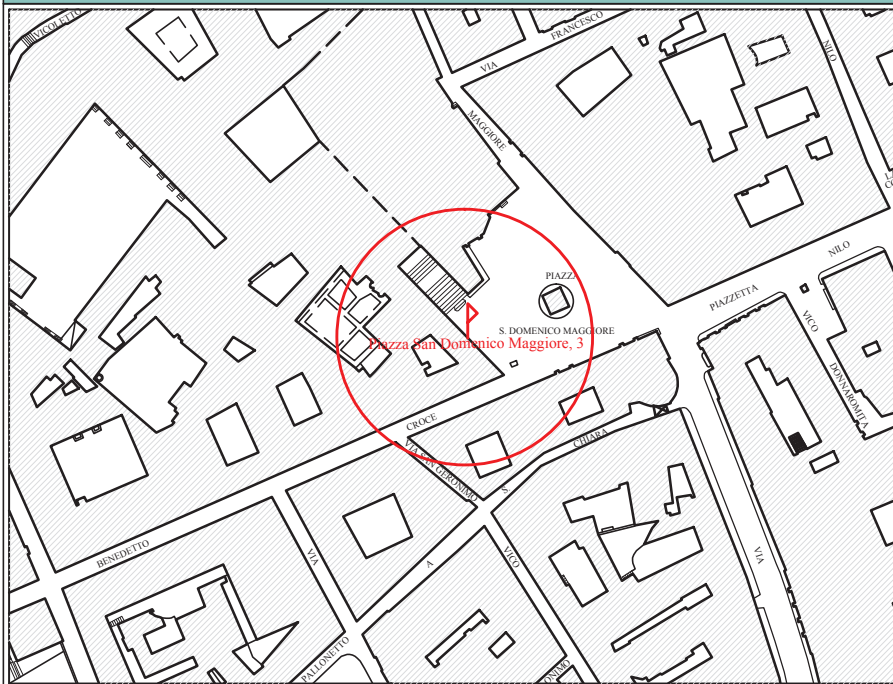 VICOLETTO
FRANCESCO
VIA
NILO
MAGGIORE
NILO
PIAZZA
PIAZZETTA
S. DOMENICO MAGGIORE
VICO
Piazza San Domenico Maggiore, 3
DONNAROMITA
CROCE
CHIARA
VIA SAN GERONIMO
S
BENEDETTO
VIA
A
VICO
VIA
PALLONETTO